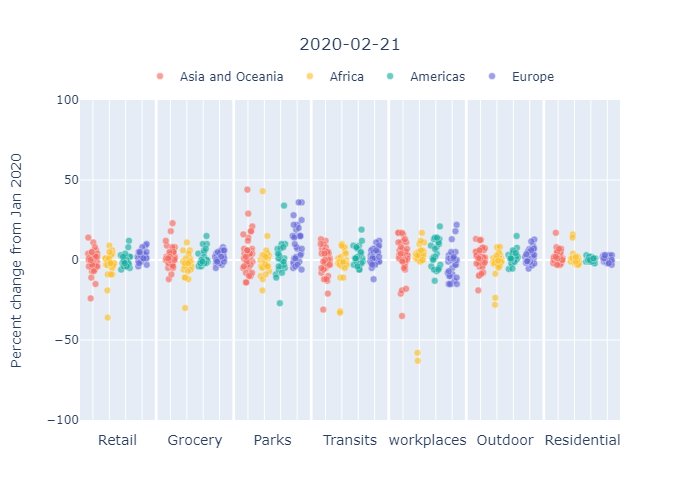 2020-02-21
Asia and Oceania Africa Americas Europe
Percent change from Jan 2020
100
50
0
−50
−100
Retail Grocery Parks Transits workplaces Outdoor Residential